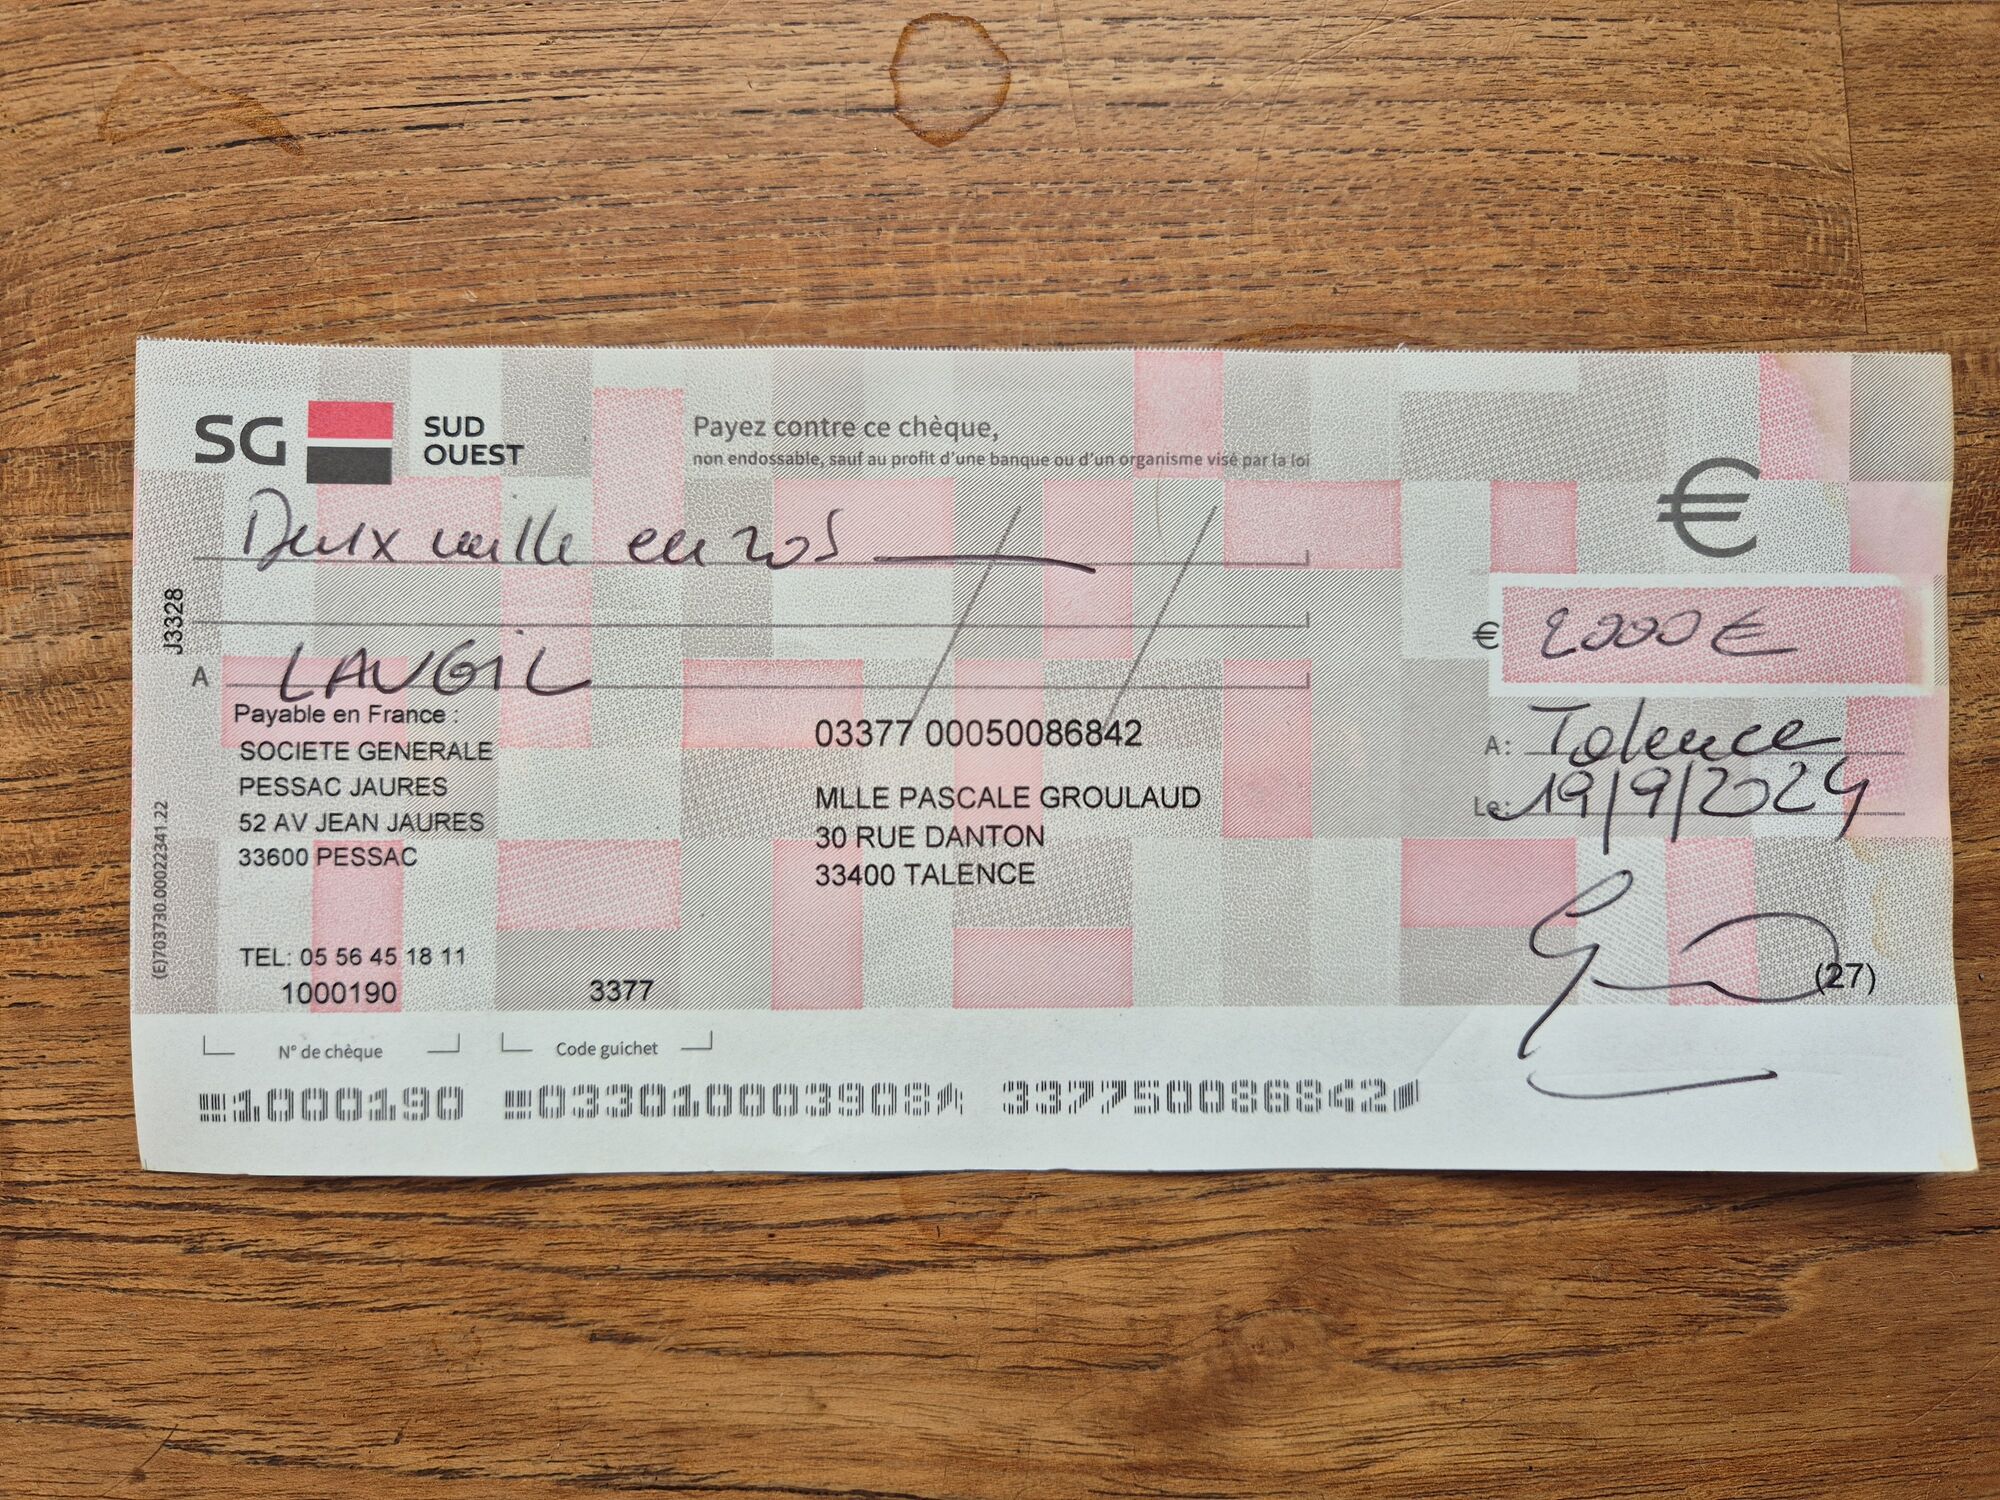 SG SUD OUEST
Payez contre ce chèque,
non endossable, sauf au profit d'une banque ou d'un organisme visé par la loi
€
Deux mille euros
J3328
€ 2000 €
A LAUGIL
Payable en France :
SOCIETE GENERALE
PESSAC JAURES
52 AV JEAN JAURES
33600 PESSAC
03377 00050086842
MLLE PASCALE GROULAUD
30 RUE DANTON
33400 TALENCE
A: Talence
Le: 19/9/2024
(E)703730.00022341.22
TEL: 05 56 45 18 11
1000190 3377
(27)
N° de chèque Code guichet
1000190 033010003908 337750086842